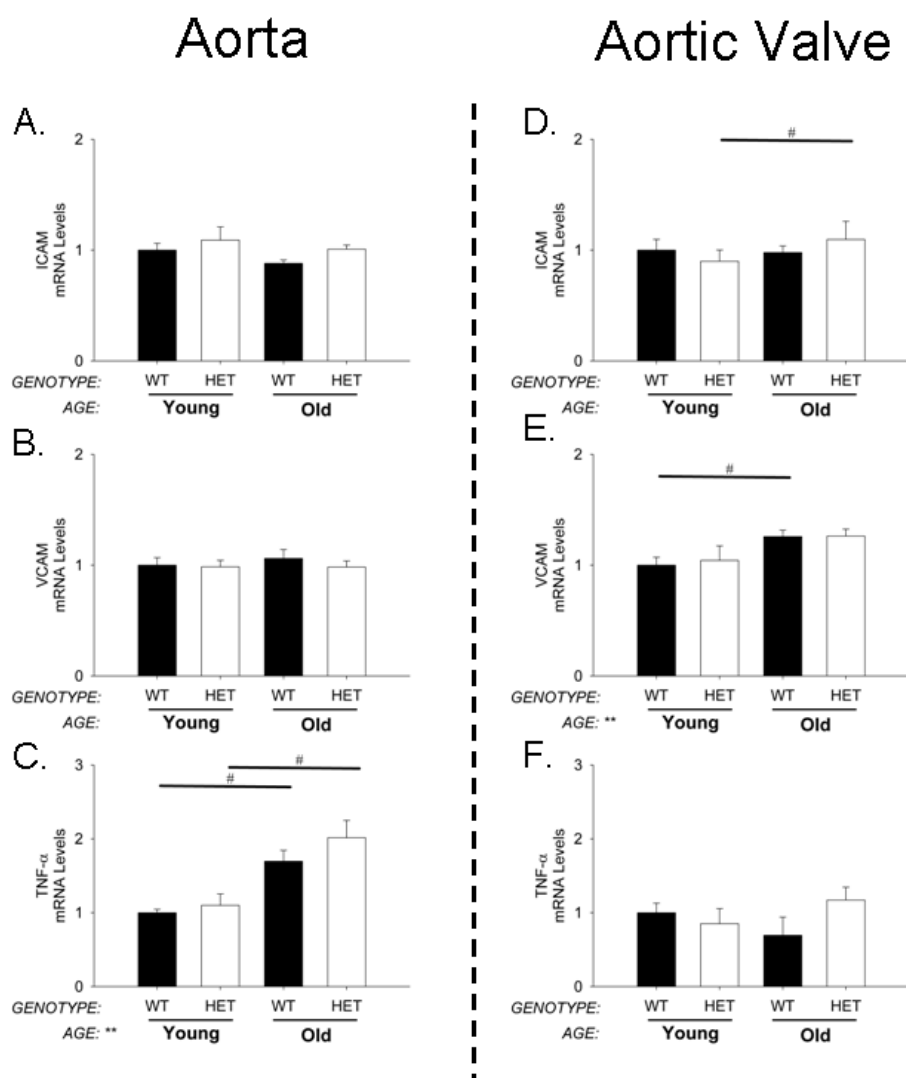 Aorta
Aortic Valve
A.
2
1
0
ICAM
mRNA Levels
GENOTYPE: WT HET WT HET
AGE: Young Old
B.
2
1
0
VCAM
mRNA Levels
GENOTYPE: WT HET WT HET
AGE: Young Old
C.
3
2
1
0
TNF-α
mRNA Levels
#
#
GENOTYPE: WT HET WT HET
AGE: ** Young Old
D.
2
1
0
ICAM
mRNA Levels
#
GENOTYPE: WT HET WT HET
AGE: Young Old
E.
2
1
0
VCAM
mRNA Levels
#
GENOTYPE: WT HET WT HET
AGE: ** Young Old
F.
3
2
1
0
TNF-α
mRNA Levels
GENOTYPE: WT HET WT HET
AGE: Young Old